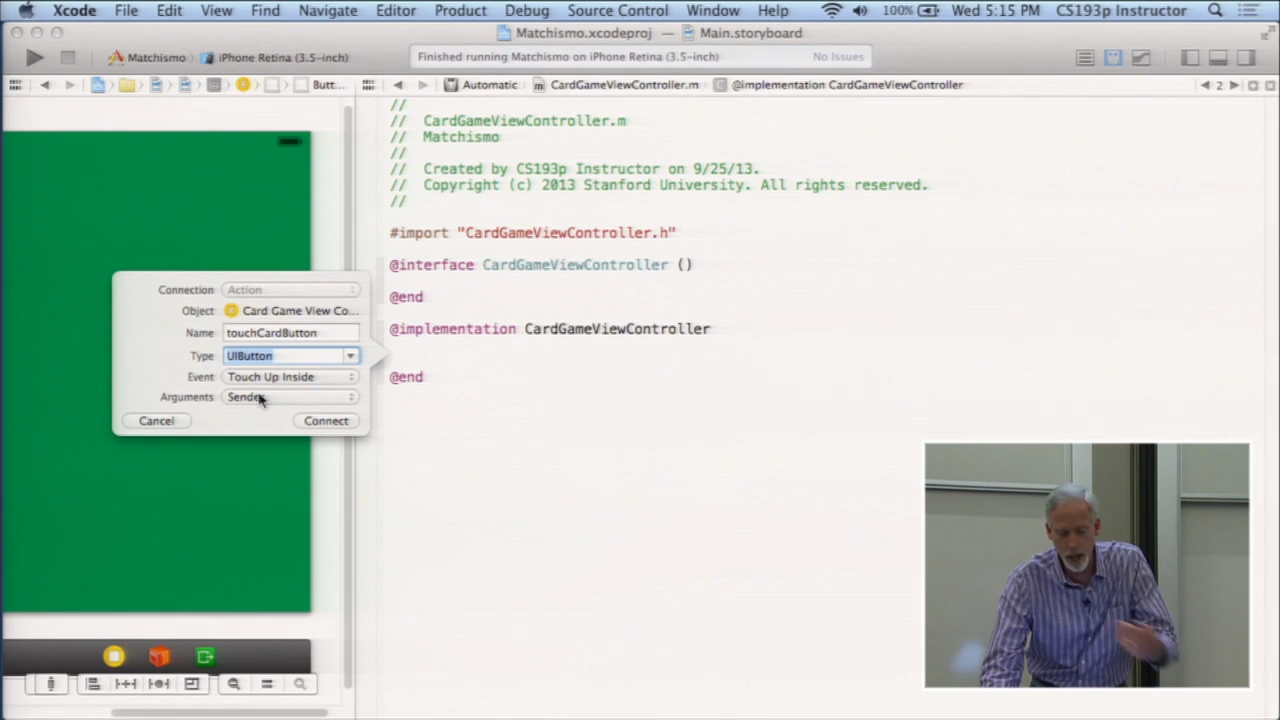 Xcode File Edit View Find Navigate Editor Product Debug Source Control Window Help 100% Wed 5:15 PM CS193p Instructor
Matchismo.xcodeproj — Main.storyboard
Matchismo iPhone Retina (3.5-inch) Finished running Matchismo on iPhone Retina (3.5-inch) No Issues
Butt... Automatic CardGameViewController.m @implementation CardGameViewController 2
//
// CardGameViewController.m
// Matchismo
//
// Created by CS193p Instructor on 9/25/13.
// Copyright (c) 2013 Stanford University. All rights reserved.
//
#import "CardGameViewController.h"
@interface CardGameViewController ()
@end
@implementation CardGameViewController
@end
Connection Action
Object Card Game View Co...
Name touchCardButton
Type UIButton
Event Touch Up Inside
Arguments Sender
Cancel Connect